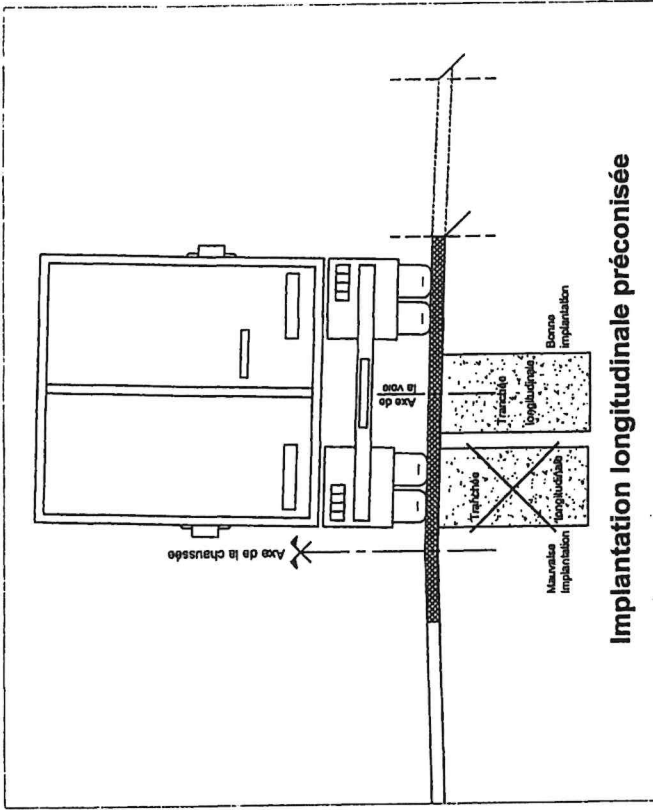 Axe de la chaussée
Axe de
la voie
Tranchée
longitudinale
Tranchée
longitudinale
Mauvaise
Implantation
Bonne
implantation
Implantation longitudinale préconisée